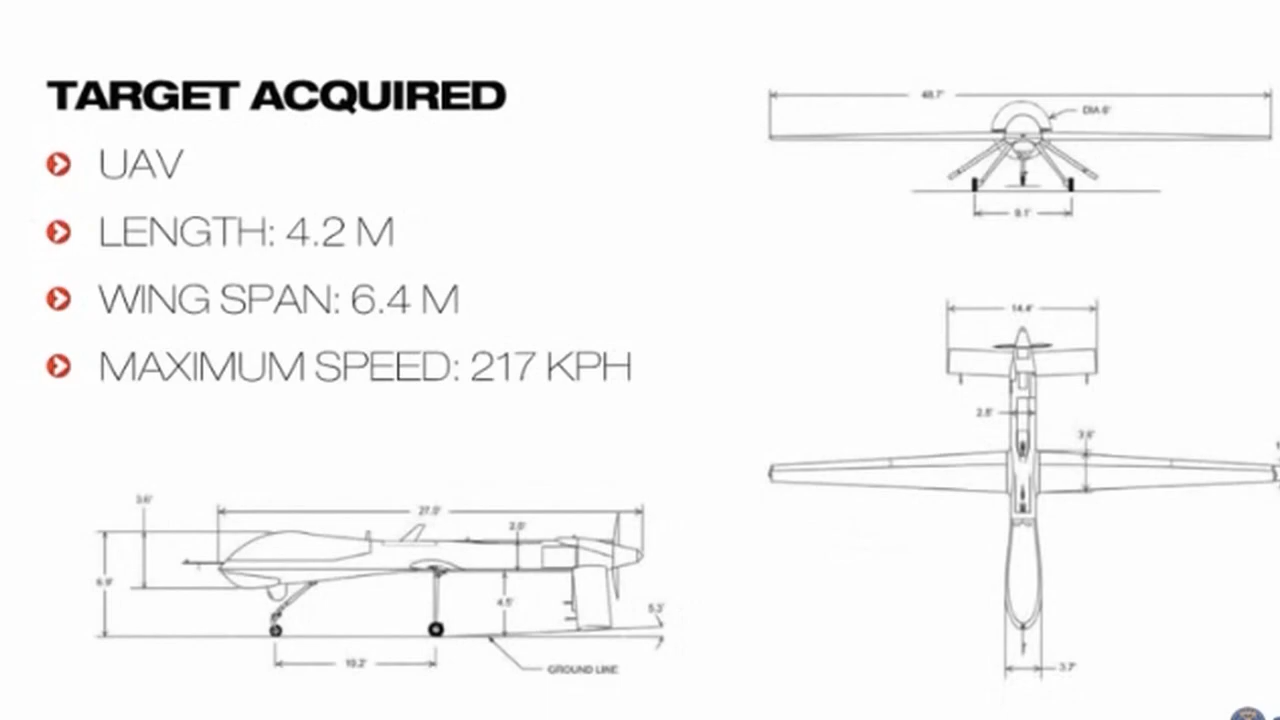 TARGET ACQUIRED
UAV
LENGTH: 4.2 M
WING SPAN: 6.4 M
MAXIMUM SPEED: 217 KPH
48.7'
DIA 6'
9.1'
14.4'
2.5'
3.6'
3.7'
3.6'
27.0'
2.0'
6.9'
4.5'
5.3'
10.2'
GROUND LINE